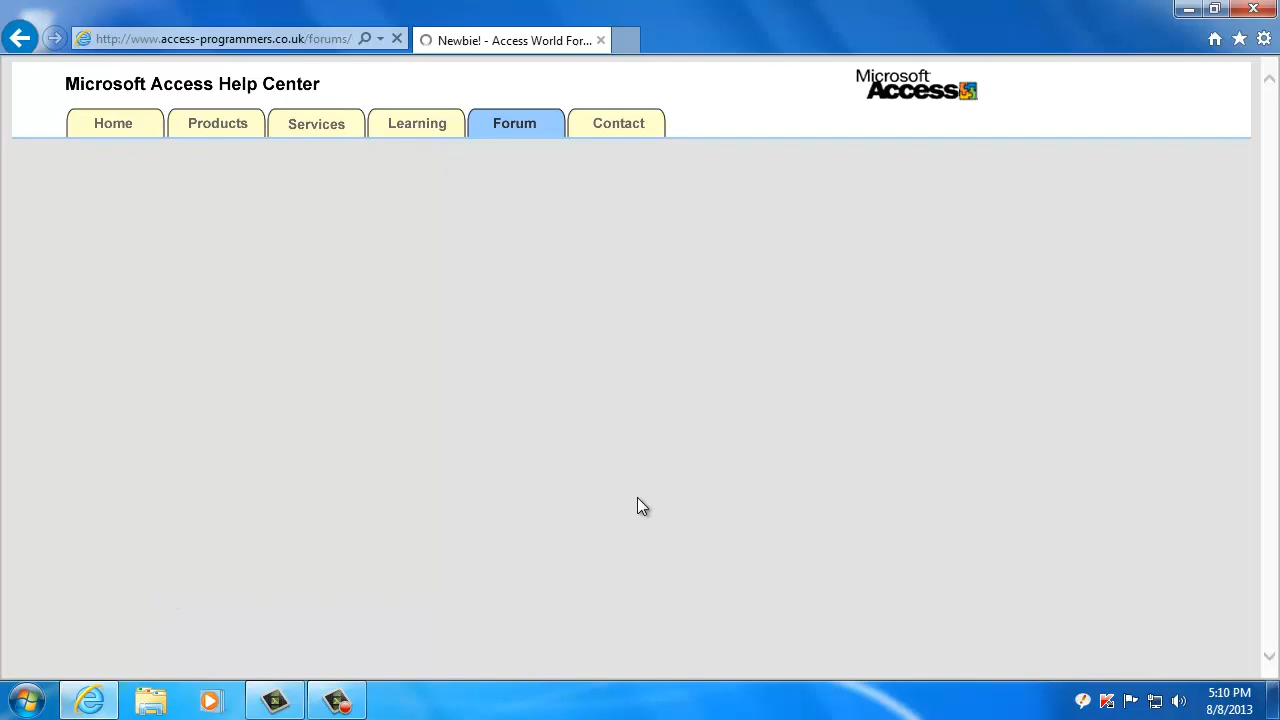 http://www.access-programmers.co.uk/forums/
Newbie! - Access World For...
Microsoft Access Help Center
Microsoft
Access
Home
Products
Services
Learning
Forum
Contact
5:10 PM
8/8/2013